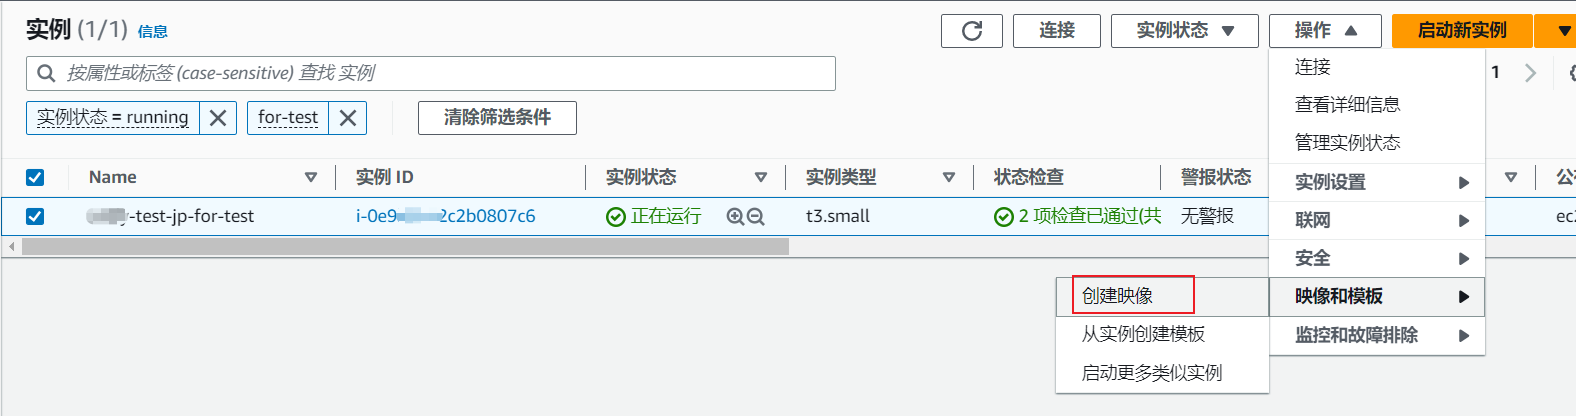 实例 (1/1) 信息
连接 实例状态 操作 启动新实例
按属性或标签 (case-sensitive) 查找 实例
1
实例状态 = running for-test 清除筛选条件
Name 实例 ID 实例状态 实例类型 状态检查 警报状态
-test-jp-for-test i-0e9 2c2b0807c6 正在运行 t3.small 2 项检查已通过(共 无警报 ec2
连接
查看详细信息
管理实例状态
实例设置
联网
安全
映像和模板
监控和故障排除
创建映像
从实例创建模板
启动更多类似实例